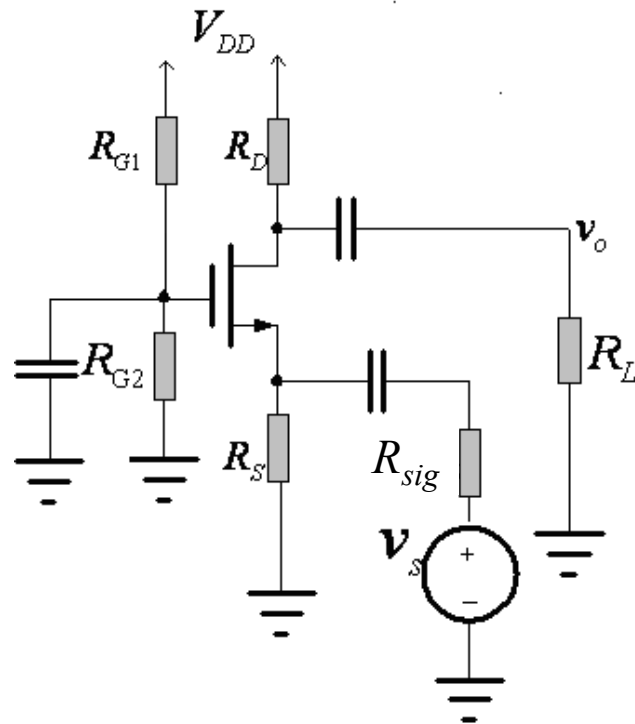 V_DD
R_G1
R_D
v_o
R_G2
R_L
R_S
R_sig
v_s
+
−